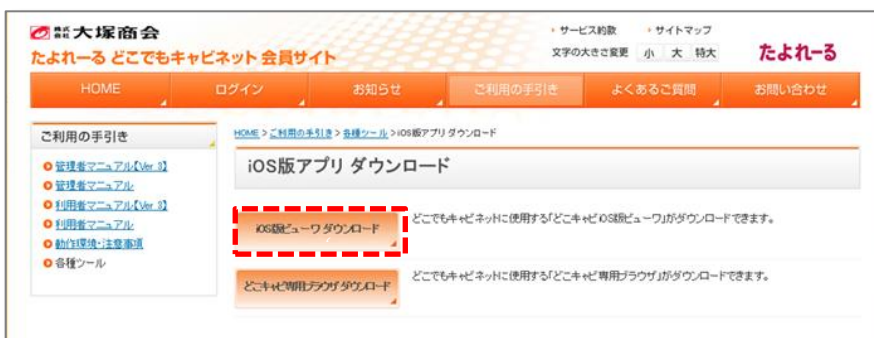 株式会社大塚商会
たよれーる どこでもキャビネット 会員サイト
サービス約款 サイトマップ
文字の大きさ変更 小 大 特大
たよれーる
HOME ログイン お知らせ ご利用の手引き よくあるご質問 お問い合わせ
ご利用の手引き
管理者マニュアル【Ver.3】
管理者マニュアル
利用者マニュアル【Ver.3】
利用者マニュアル
動作環境・注意事項
各種ツール
HOME > ご利用の手引き > 各種ツール > iOS版アプリ ダウンロード
iOS版アプリ ダウンロード
iOS版ビューワ ダウンロード
どこでもキャビネットに使用する「どこキャビiOS版ビューワ」がダウンロードできます。
どこキャビ専用ブラウザ ダウンロード
どこでもキャビネットに使用する「どこキャビ専用ブラウザ」がダウンロードできます。